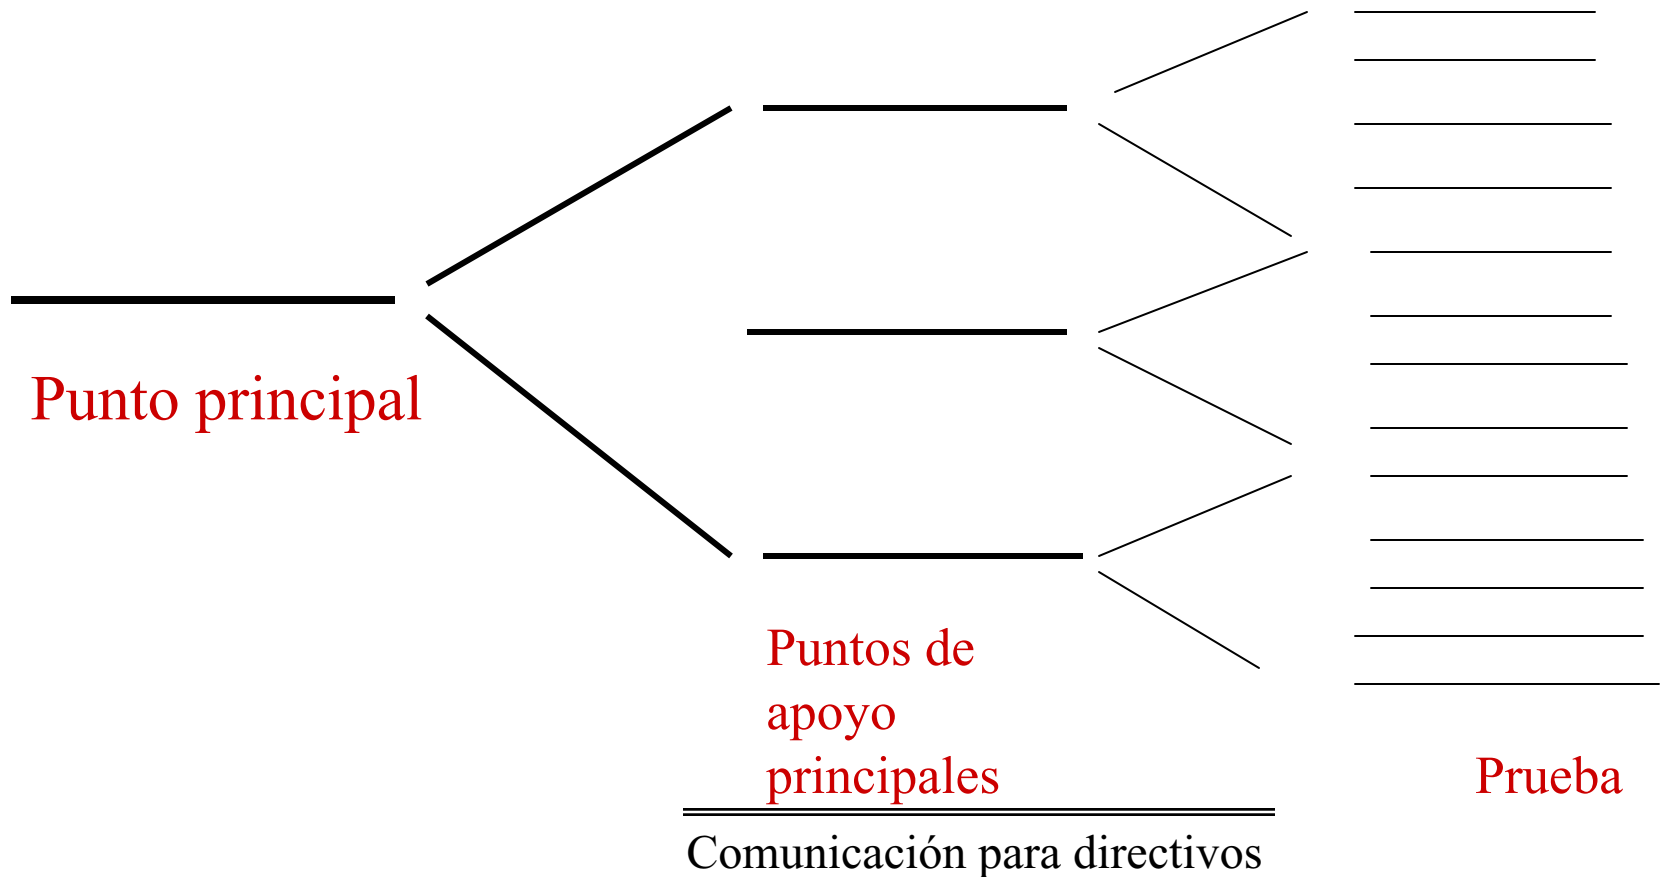 Punto principal
Puntos de
apoyo
principales
Prueba
Comunicación para directivos